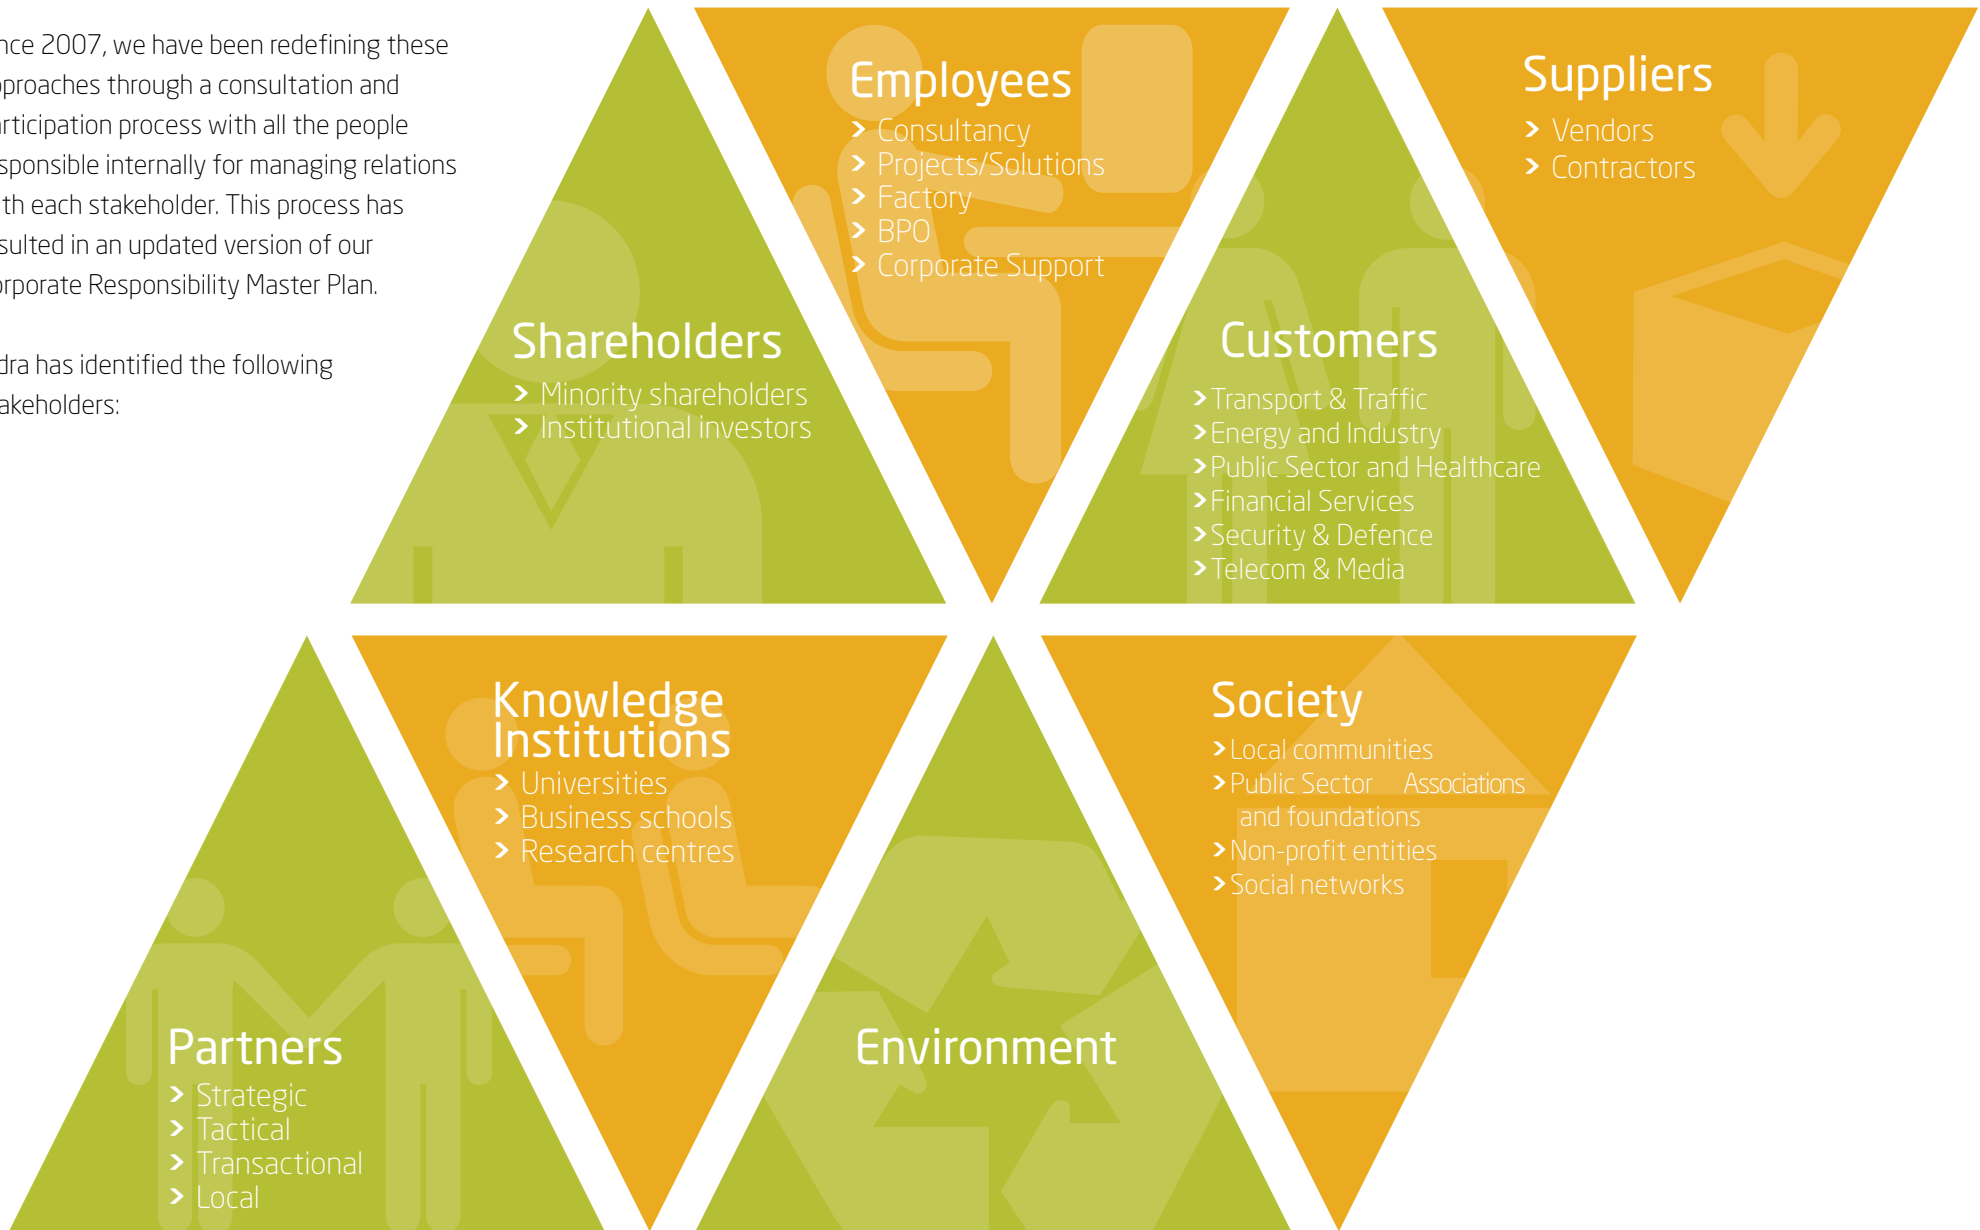 nce 2007, we have been redefining these
proaches through a consultation and
rticipation process with all the people
sponsible internally for managing relations
th each stakeholder. This process has
sulted in an updated version of our
orporate Responsibility Master Plan.
dra has identified the following
akeholders:
Shareholders
> Minority shareholders
> Institutional investors
Employees
> Consultancy
> Projects/Solutions
> Factory
> BPO
> Corporate Support
Customers
> Transport & Traffic
> Energy and Industry
> Public Sector and Healthcare
> Financial Services
> Security & Defence
> Telecom & Media
Suppliers
> Vendors
> Contractors
Partners
> Strategic
> Tactical
> Transactional
> Local
Knowledge
Institutions
> Universities
> Business schools
> Research centres
Environment
Society
> Local communities
> Public Sector Associations
and foundations
> Non-profit entities
> Social networks